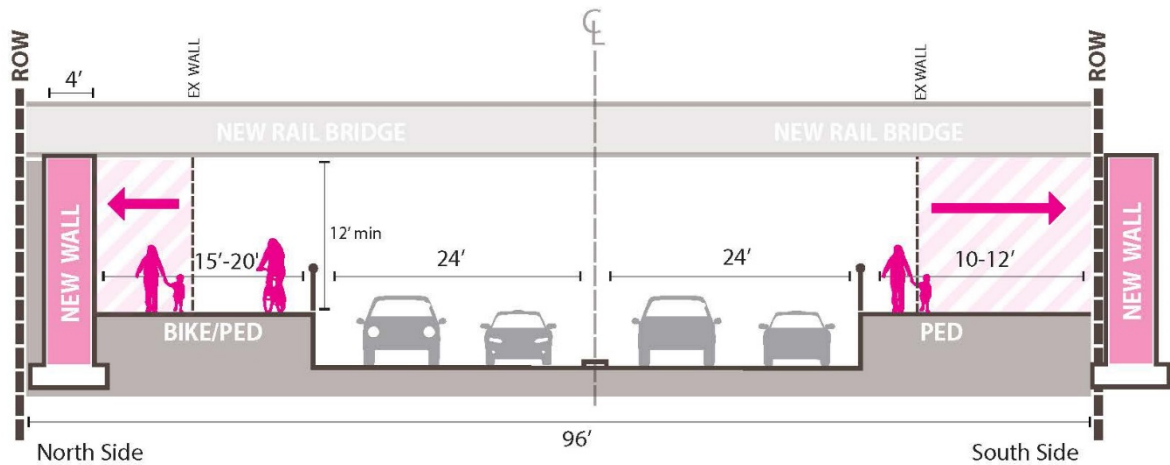 ROW
4’
EX WALL
CL
EX WALL
ROW
NEW RAIL BRIDGE
NEW RAIL BRIDGE
12’ min
NEW WALL
15’-20’
24’
24’
10-12’
NEW WALL
BIKE/PED
PED
96’
North Side
South Side